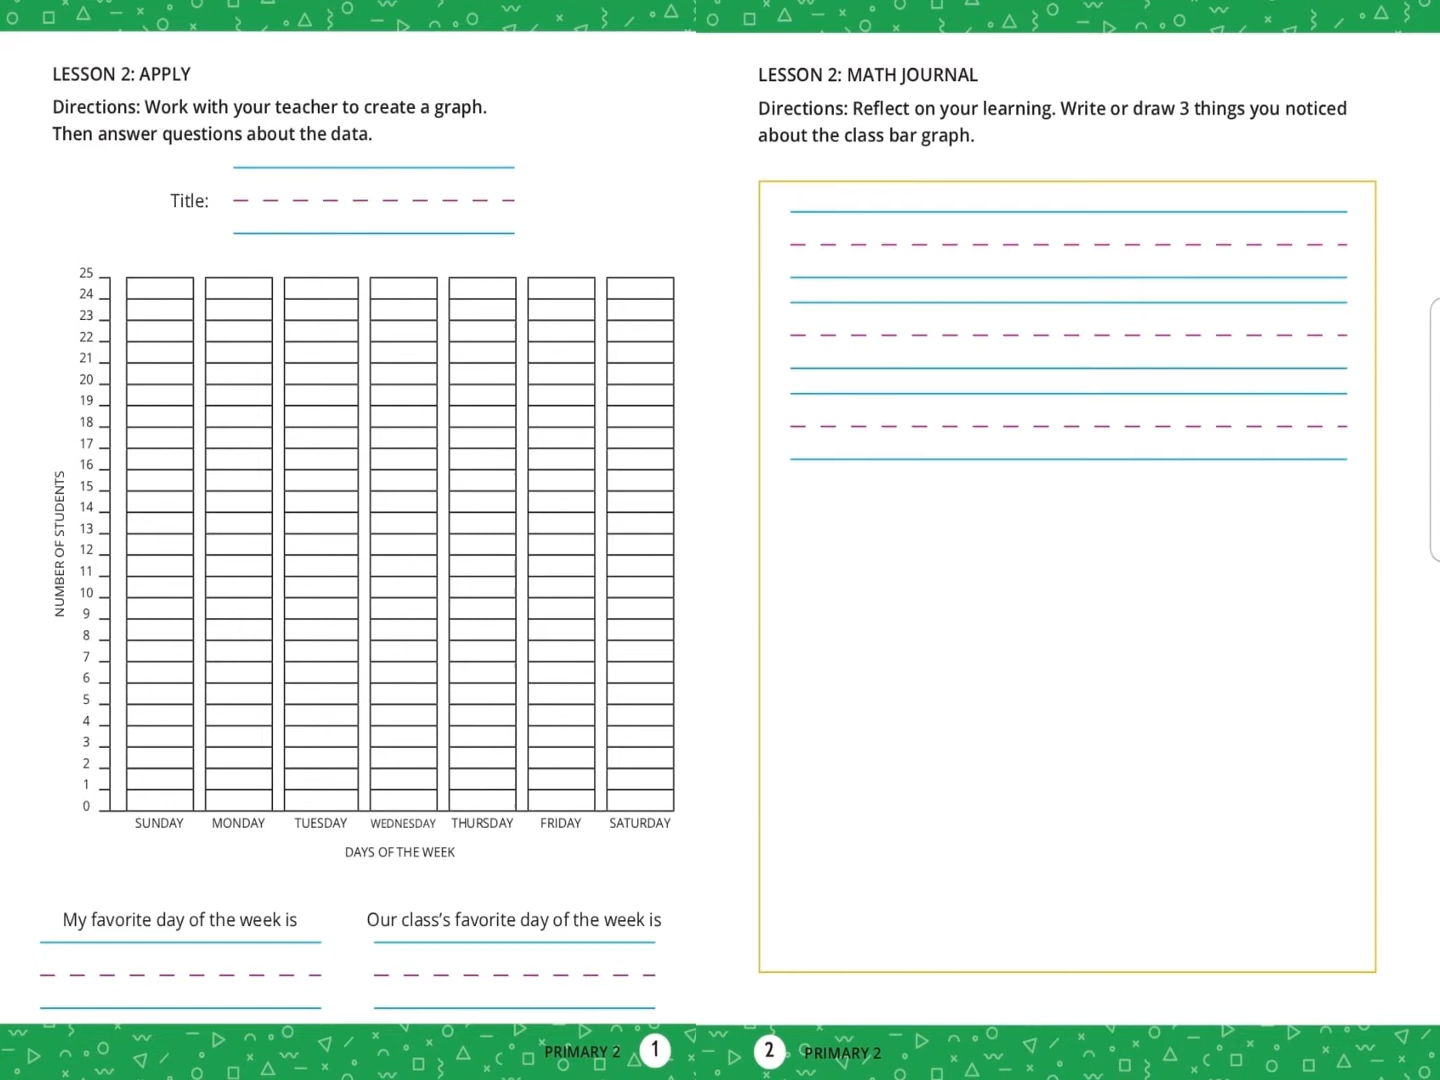 LESSON 2: APPLY
Directions: Work with your teacher to create a graph.
Then answer questions about the data.
Title:
25
24
23
22
21
20
19
18
17
16
15
14
13
12
11
10
9
8
7
6
5
4
3
2
1
0
NUMBER OF STUDENTS
SUNDAY MONDAY TUESDAY WEDNESDAY THURSDAY FRIDAY SATURDAY
DAYS OF THE WEEK
My favorite day of the week is
Our class’s favorite day of the week is
PRIMARY 2 1
LESSON 2: MATH JOURNAL
Directions: Reflect on your learning. Write or draw 3 things you noticed
about the class bar graph.
2 PRIMARY 2